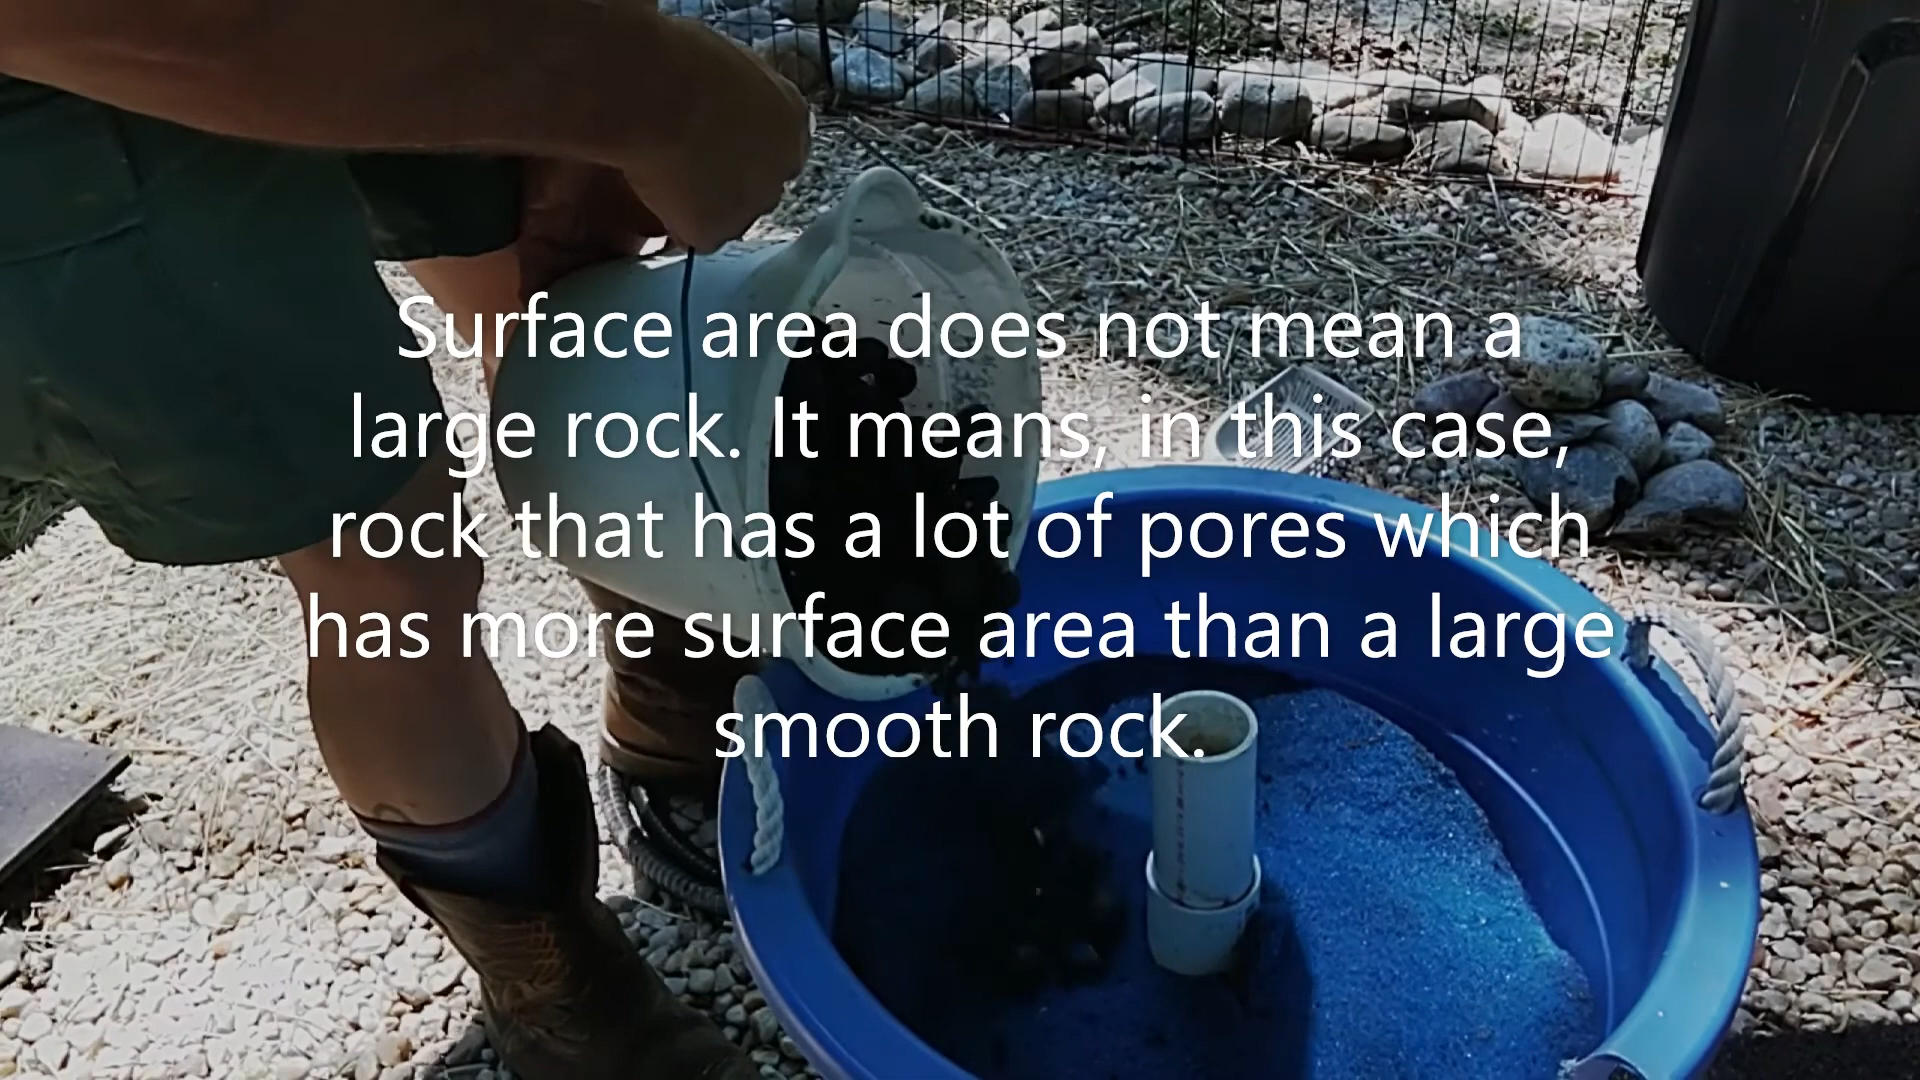 Surface area does not mean a
large rock. It means, in this case,
rock that has a lot of pores which
has more surface area than a large
smooth rock.